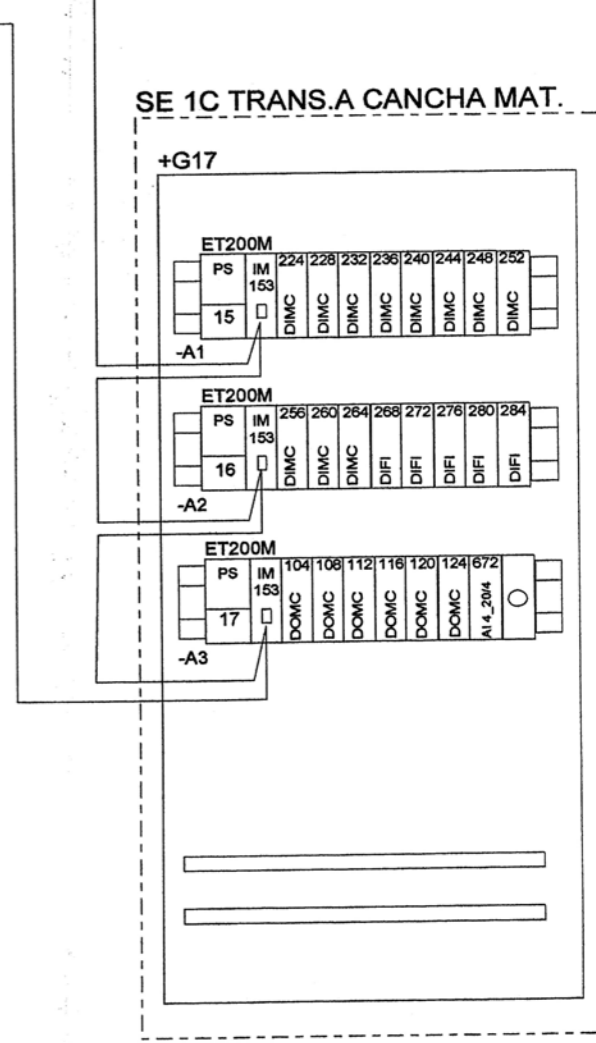 SE 1C TRANS.A CANCHA MAT.
+G17
ET200M
PS IM 153 224 228 232 236 240 244 248 252
15 DIMC DIMC DIMC DIMC DIMC DIMC DIMC DIMC
-A1
ET200M
PS IM 153 256 260 264 268 272 276 280 284
16 DIMC DIMC DIMC DIFI DIFI DIFI DIFI DIFI
-A2
ET200M
PS IM 153 104 108 112 116 120 124 672
17 DOMC DOMC DOMC DOMC DOMC DOMC AI 4_20/4
-A3